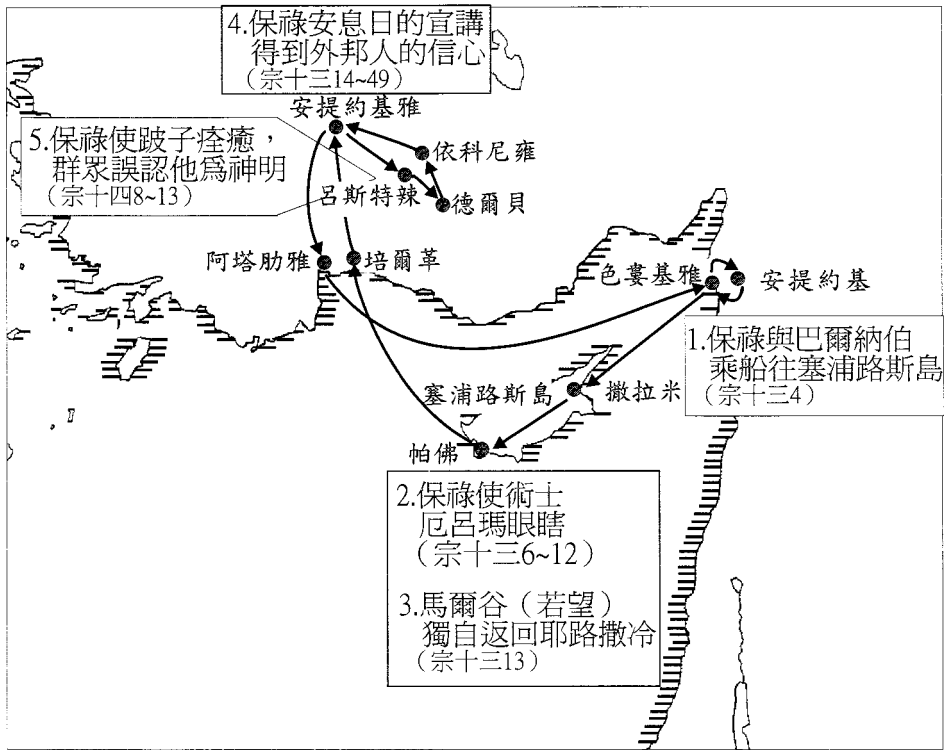 4.保祿安息日的宣講
得到外邦人的信心
（宗十三14~49）
安提約基雅
5.保祿使跛子痊癒，
群眾誤認他為神明
（宗十四8~13）
依科尼雍
呂斯特辣
德爾貝
阿塔肋雅
培爾革
色婁基雅
安提約基
1.保祿與巴爾納伯
乘船往塞浦路斯島
（宗十三4）
塞浦路斯島
撒拉米
帕佛
2.保祿使術士
厄呂瑪眼瞎
（宗十三6~12）
3.馬爾谷（若望）
獨自返回耶路撒冷
（宗十三13）